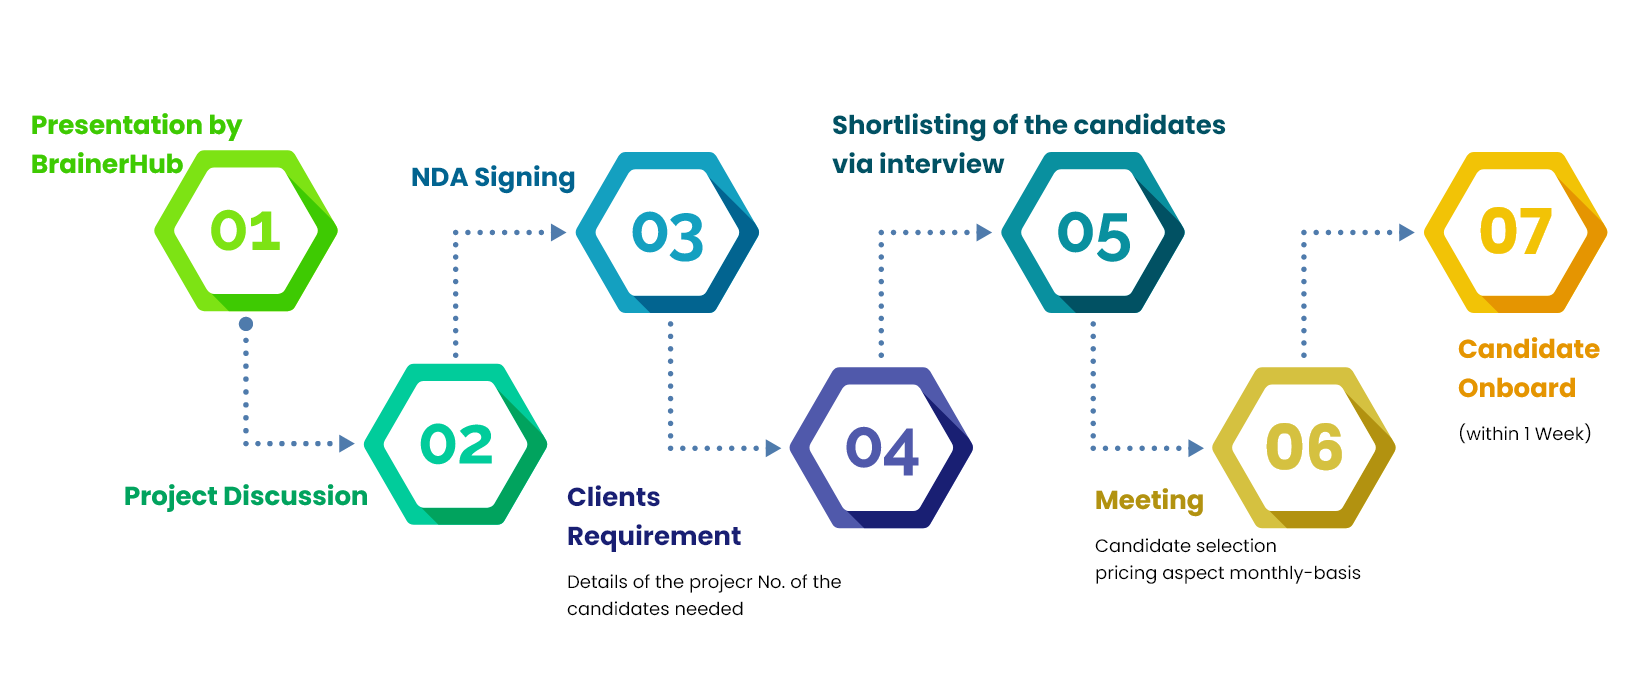 Presentation by
BrainerHub
01
Project Discussion
02
NDA Signing
03
Clients
Requirement
Details of the projecr No. of the
candidates needed
04
Shortlisting of the candidates
via interview
05
Meeting
Candidate selection
pricing aspect monthly-basis
06
07
Candidate
Onboard
(within 1 Week)